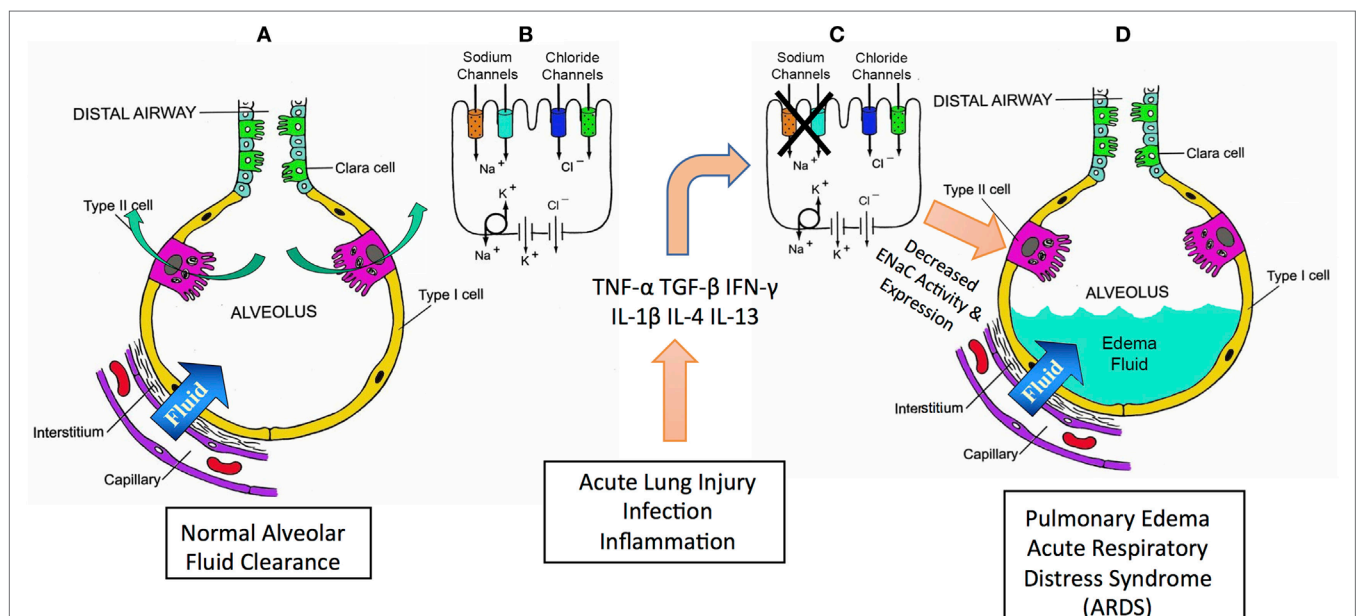 A
DISTAL AIRWAY
Clara cell
Type II cell
ALVEOLUS
Type I cell
Fluid
Interstitium
Capillary
Normal Alveolar
Fluid Clearance
B
Sodium
Channels
Chloride
Channels
Na+
Cl−
K+
Cl−
Na+
K+
TNF-α TGF-β IFN-γ
IL-1β IL-4 IL-13
Acute Lung Injury
Infection
Inflammation
C
Sodium
Channels
Chloride
Channels
Na+
Cl−
K+
Cl−
Na+
K+
Decreased
ENaC Activity &
Expression
D
DISTAL AIRWAY
Clara cell
Type II cell
Type I cell
ALVEOLUS
Edema
Fluid
Fluid
Interstitium
Capillary
Pulmonary Edema
Acute Respiratory
Distress Syndrome
(ARDS)